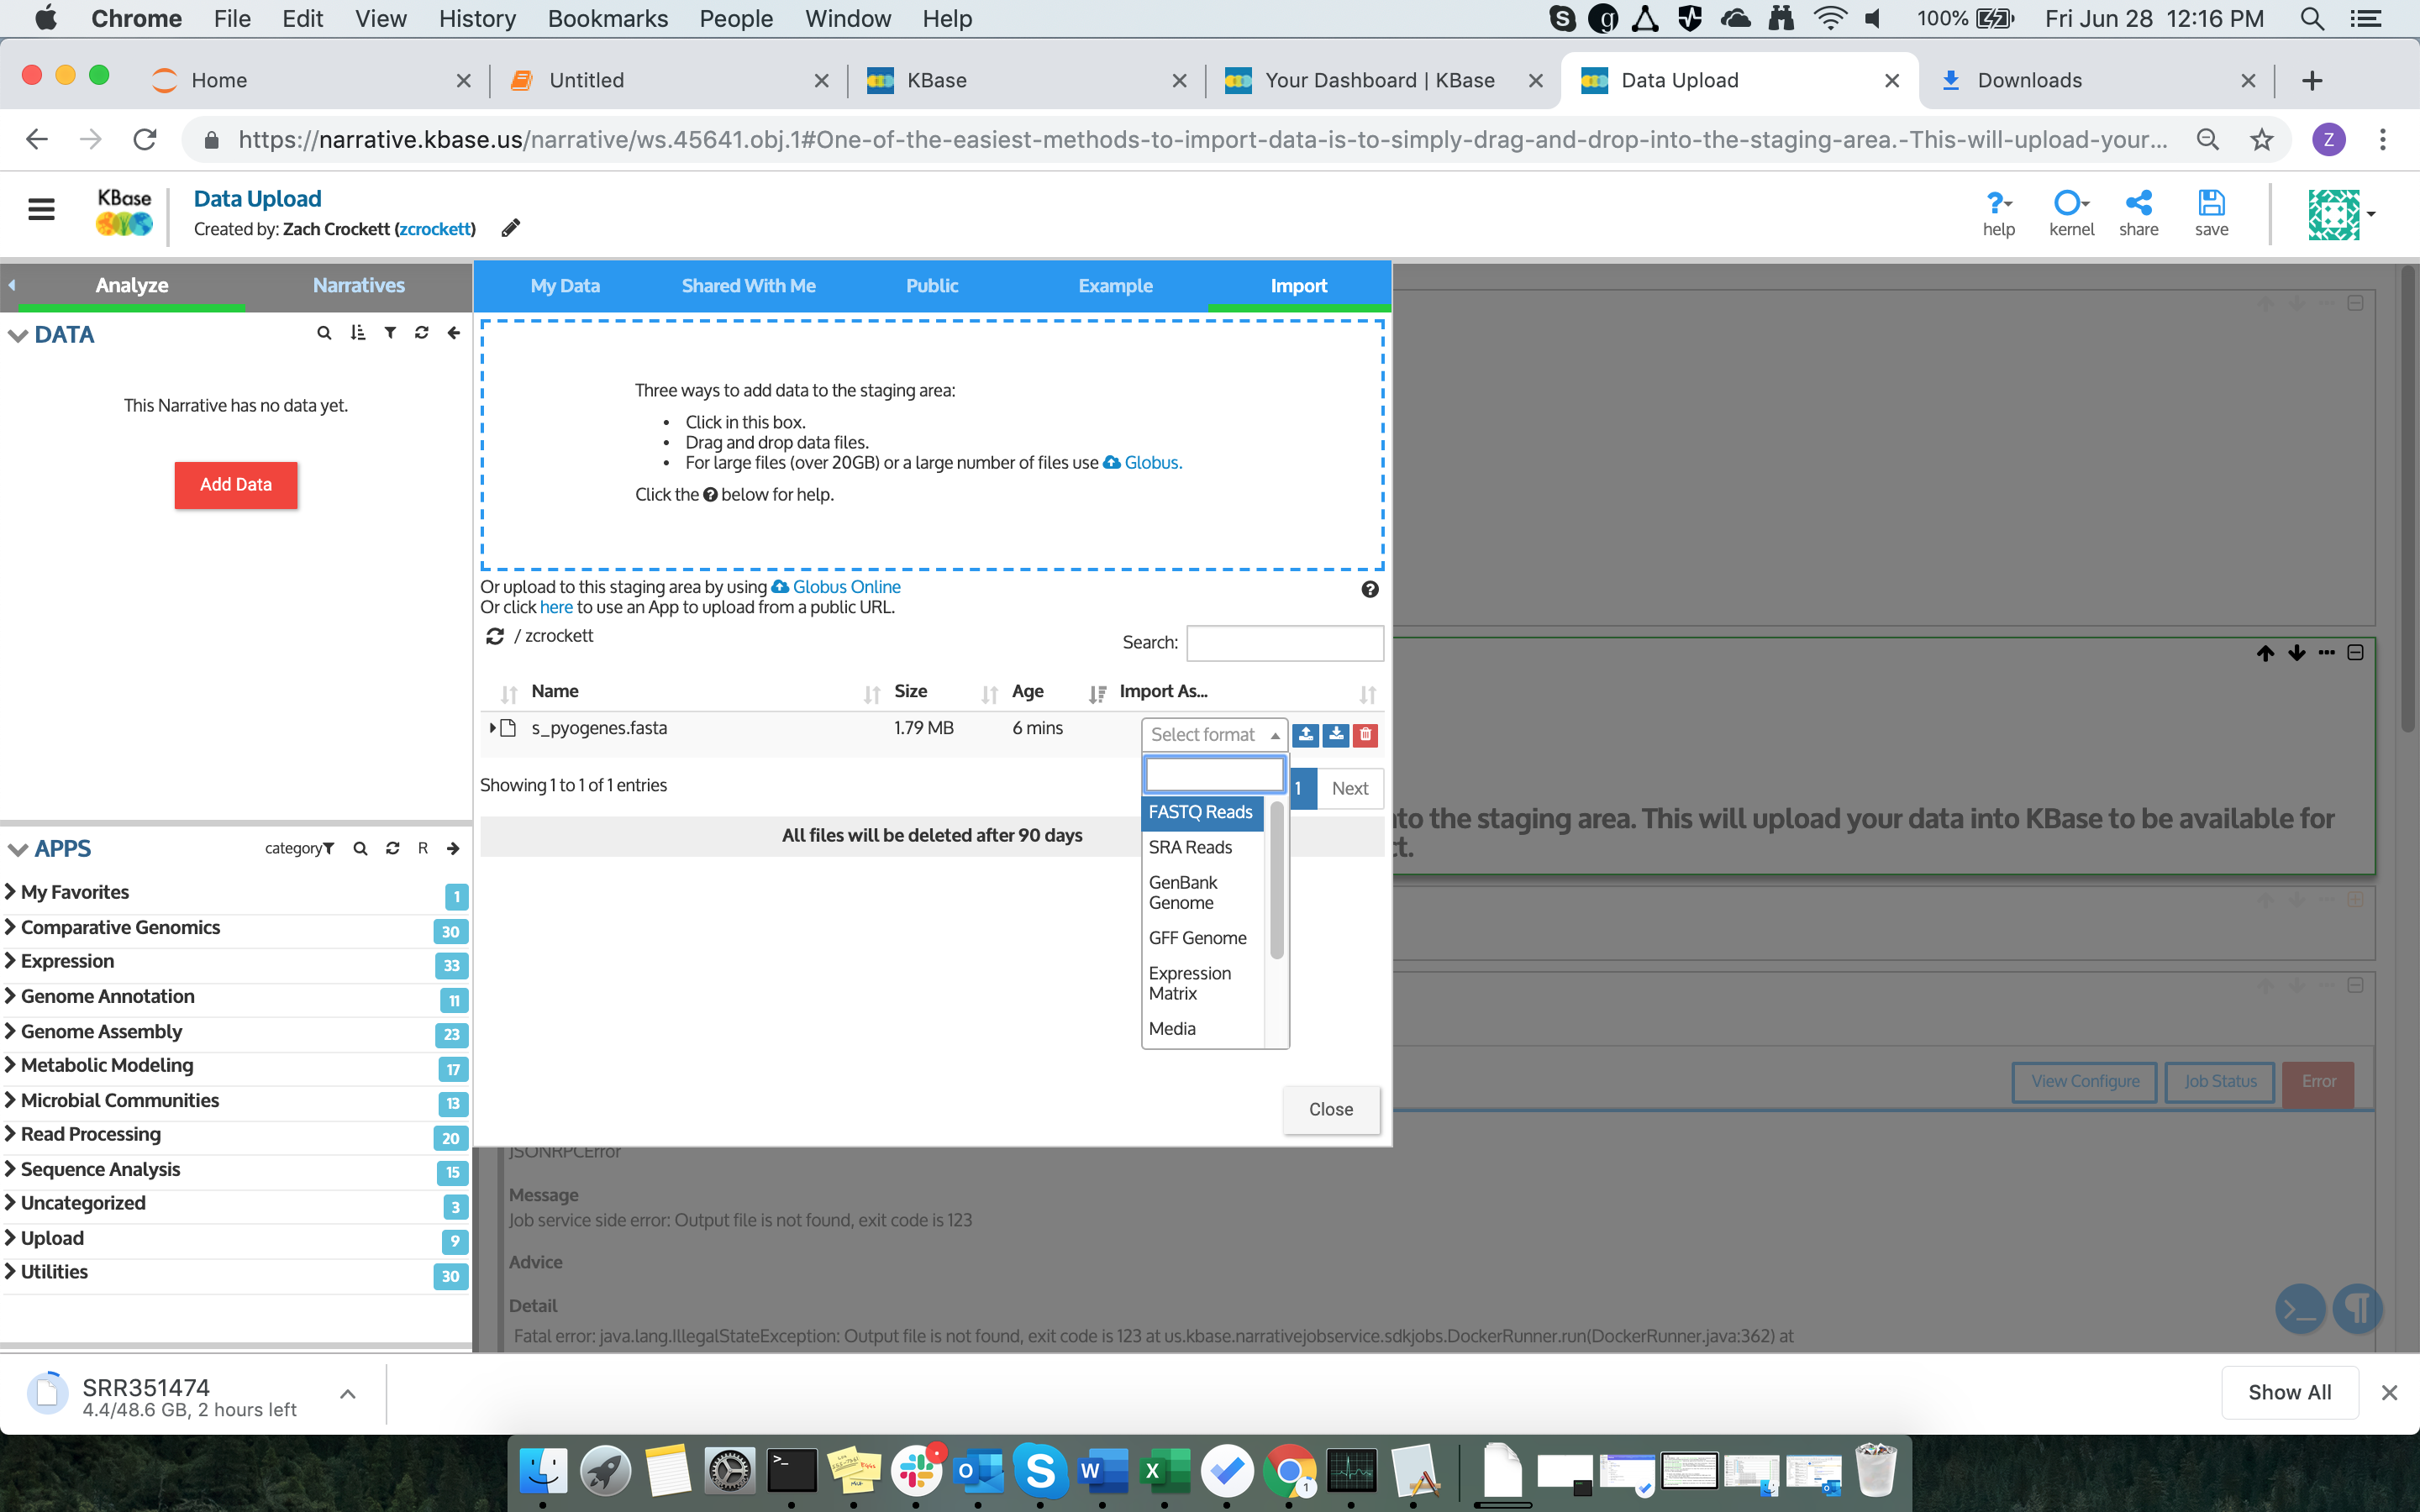 Chrome File Edit View History Bookmarks People Window Help 100% Fri Jun 28 12:16 PM
Home Untitled KBase Your Dashboard | KBase Data Upload Downloads
https://narrative.kbase.us/narrative/ws.45641.obj.1#One-of-the-easiest-methods-to-import-data-is-to-simply-drag-and-drop-into-the-staging-area.-This-will-upload-your... Z
KBase
Data Upload
Created by: Zach Crockett (zcrockett)
help kernel share save
Analyze Narratives
My Data Shared With Me Public Example Import
DATA
This Narrative has no data yet.
Add Data
Three ways to add data to the staging area:
• Click in this box.
• Drag and drop data files.
• For large files (over 20GB) or a large number of files use Globus.
Click the ? below for help.
Or upload to this staging area by using Globus Online
Or click here to use an App to upload from a public URL.
/ zcrockett
Search:
Name Size Age Import As...
s_pyogenes.fasta 1.79 MB 6 mins Select format
Showing 1 to 1 of 1 entries
1 Next
All files will be deleted after 90 days
FASTQ Reads
SRA Reads
GenBank
Genome
GFF Genome
Expression
Matrix
Media
Close
to the staging area. This will upload your data into KBase to be available for
ct.
View Configure Job Status Error
APPS
category R
My Favorites 1
Comparative Genomics 30
Expression 33
Genome Annotation 11
Genome Assembly 23
Metabolic Modeling 17
Microbial Communities 13
Read Processing 20
Sequence Analysis 15
Uncategorized 3
Upload 9
Utilities 30
JSONRPCError
Message
Job service side error: Output file is not found, exit code is 123
Advice
Detail
Fatal error: java.lang.IllegalStateException: Output file is not found, exit code is 123 at us.kbase.narrativejobservice.sdkjobs.DockerRunner.run(DockerRunner.java:362) at
SRR351474
4.4/48.6 GB, 2 hours left
Show All